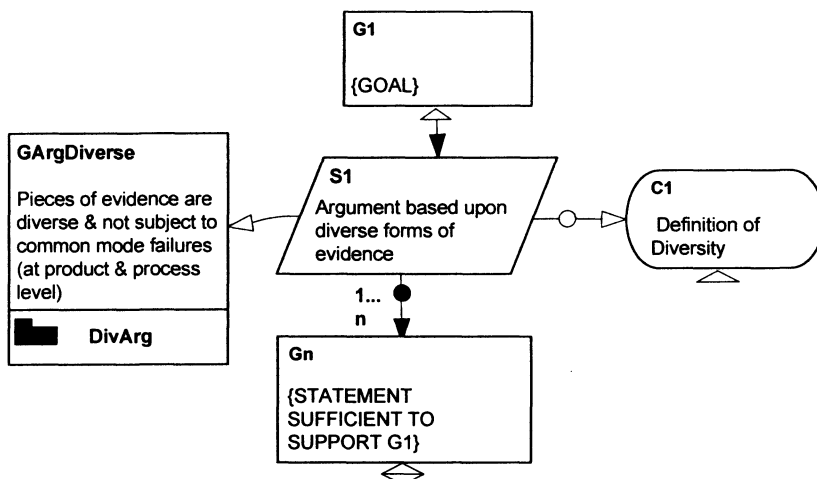 G1
{GOAL}
GArgDiverse
Pieces of evidence are
diverse & not subject to
common mode failures
(at product & process
level)
DivArg
S1
Argument based upon
diverse forms of
evidence
C1
Definition of
Diversity
1...
n
Gn
{STATEMENT
SUFFICIENT TO
SUPPORT G1}